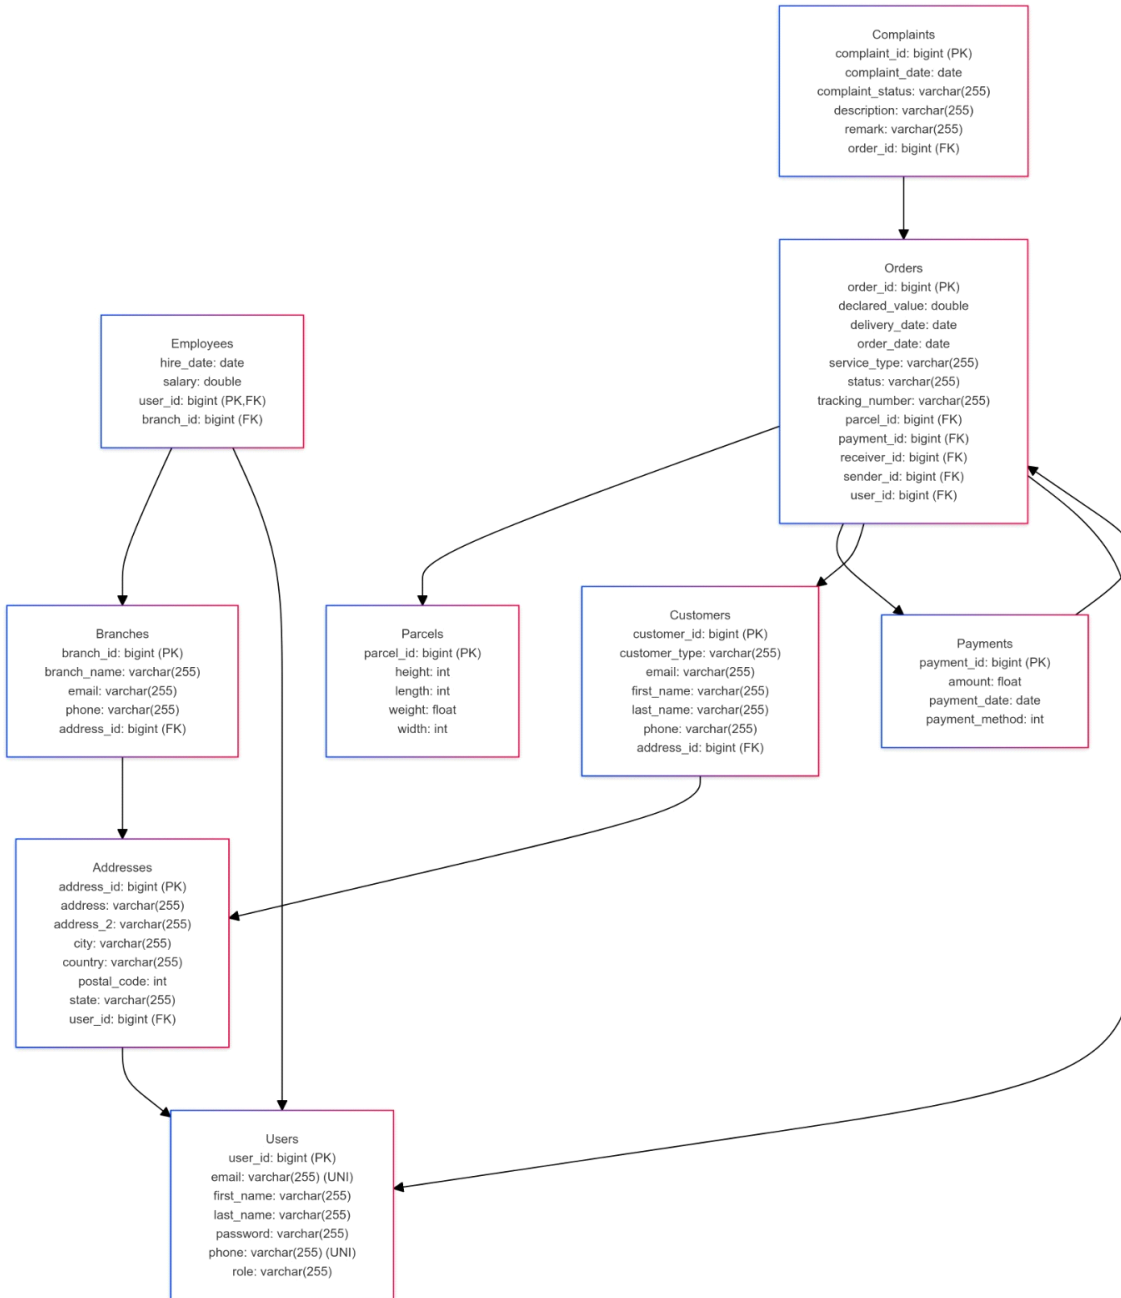 Complaints
complaint_id: bigint (PK)
complaint_date: date
complaint_status: varchar(255)
description: varchar(255)
remark: varchar(255)
order_id: bigint (FK)
Orders
order_id: bigint (PK)
declared_value: double
delivery_date: date
order_date: date
service_type: varchar(255)
status: varchar(255)
tracking_number: varchar(255)
parcel_id: bigint (FK)
payment_id: bigint (FK)
receiver_id: bigint (FK)
sender_id: bigint (FK)
user_id: bigint (FK)
Employees
hire_date: date
salary: double
user_id: bigint (PK,FK)
branch_id: bigint (FK)
Branches
branch_id: bigint (PK)
branch_name: varchar(255)
email: varchar(255)
phone: varchar(255)
address_id: bigint (FK)
Parcels
parcel_id: bigint (PK)
height: int
length: int
weight: float
width: int
Customers
customer_id: bigint (PK)
customer_type: varchar(255)
email: varchar(255)
first_name: varchar(255)
last_name: varchar(255)
phone: varchar(255)
address_id: bigint (FK)
Payments
payment_id: bigint (PK)
amount: float
payment_date: date
payment_method: int
Addresses
address_id: bigint (PK)
address: varchar(255)
address_2: varchar(255)
city: varchar(255)
country: varchar(255)
postal_code: int
state: varchar(255)
user_id: bigint (FK)
Users
user_id: bigint (PK)
email: varchar(255) (UNI)
first_name: varchar(255)
last_name: varchar(255)
password: varchar(255)
phone: varchar(255) (UNI)
role: varchar(255)